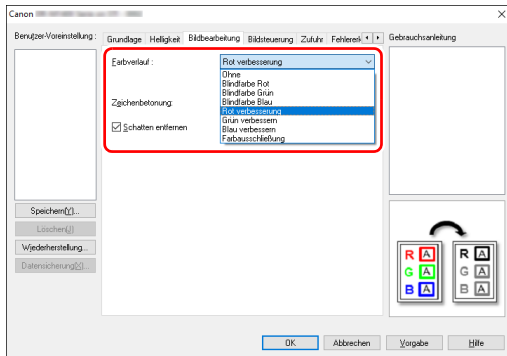 Canon
Benutzer-Voreinstellung :
Speichern(Y)...
Löschen(J)
Wiederherstellung...
Datensicherung(X)...
Grundlage Helligkeit Bildbearbeitung Bildsteuerung Zufuhr Fehlererk
Farbverlauf :
Rot verbesserung
Ohne
Blindfarbe Rot
Blindfarbe Grün
Blindfarbe Blau
Rot verbesserung
Grün verbessern
Blau verbessern
Farbausschließung
Zeichenbetonung:
Schatten entfernen
Gebrauchsanleitung
R A R A
G A G A
B A B A
OK Abbrechen Vorgabe Hilfe